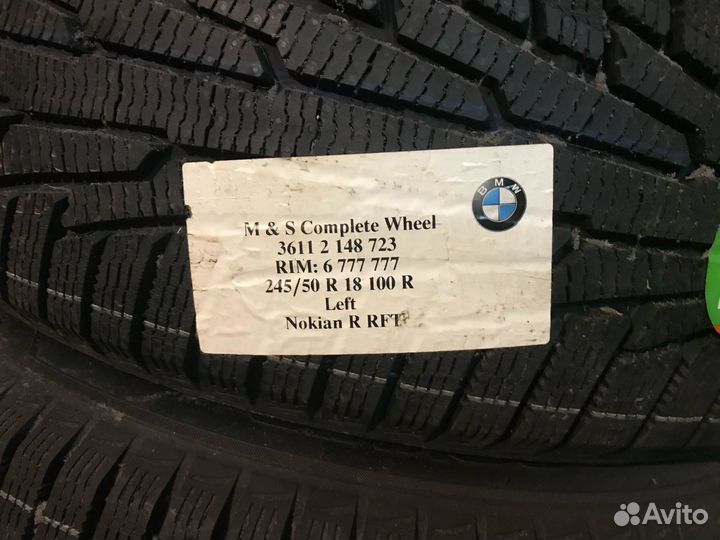 BMW
M & S Complete Wheel
3611 2 148 723
RIM: 6 777 777
245/50 R 18 100 R
Left
Nokian R RFT
Avito